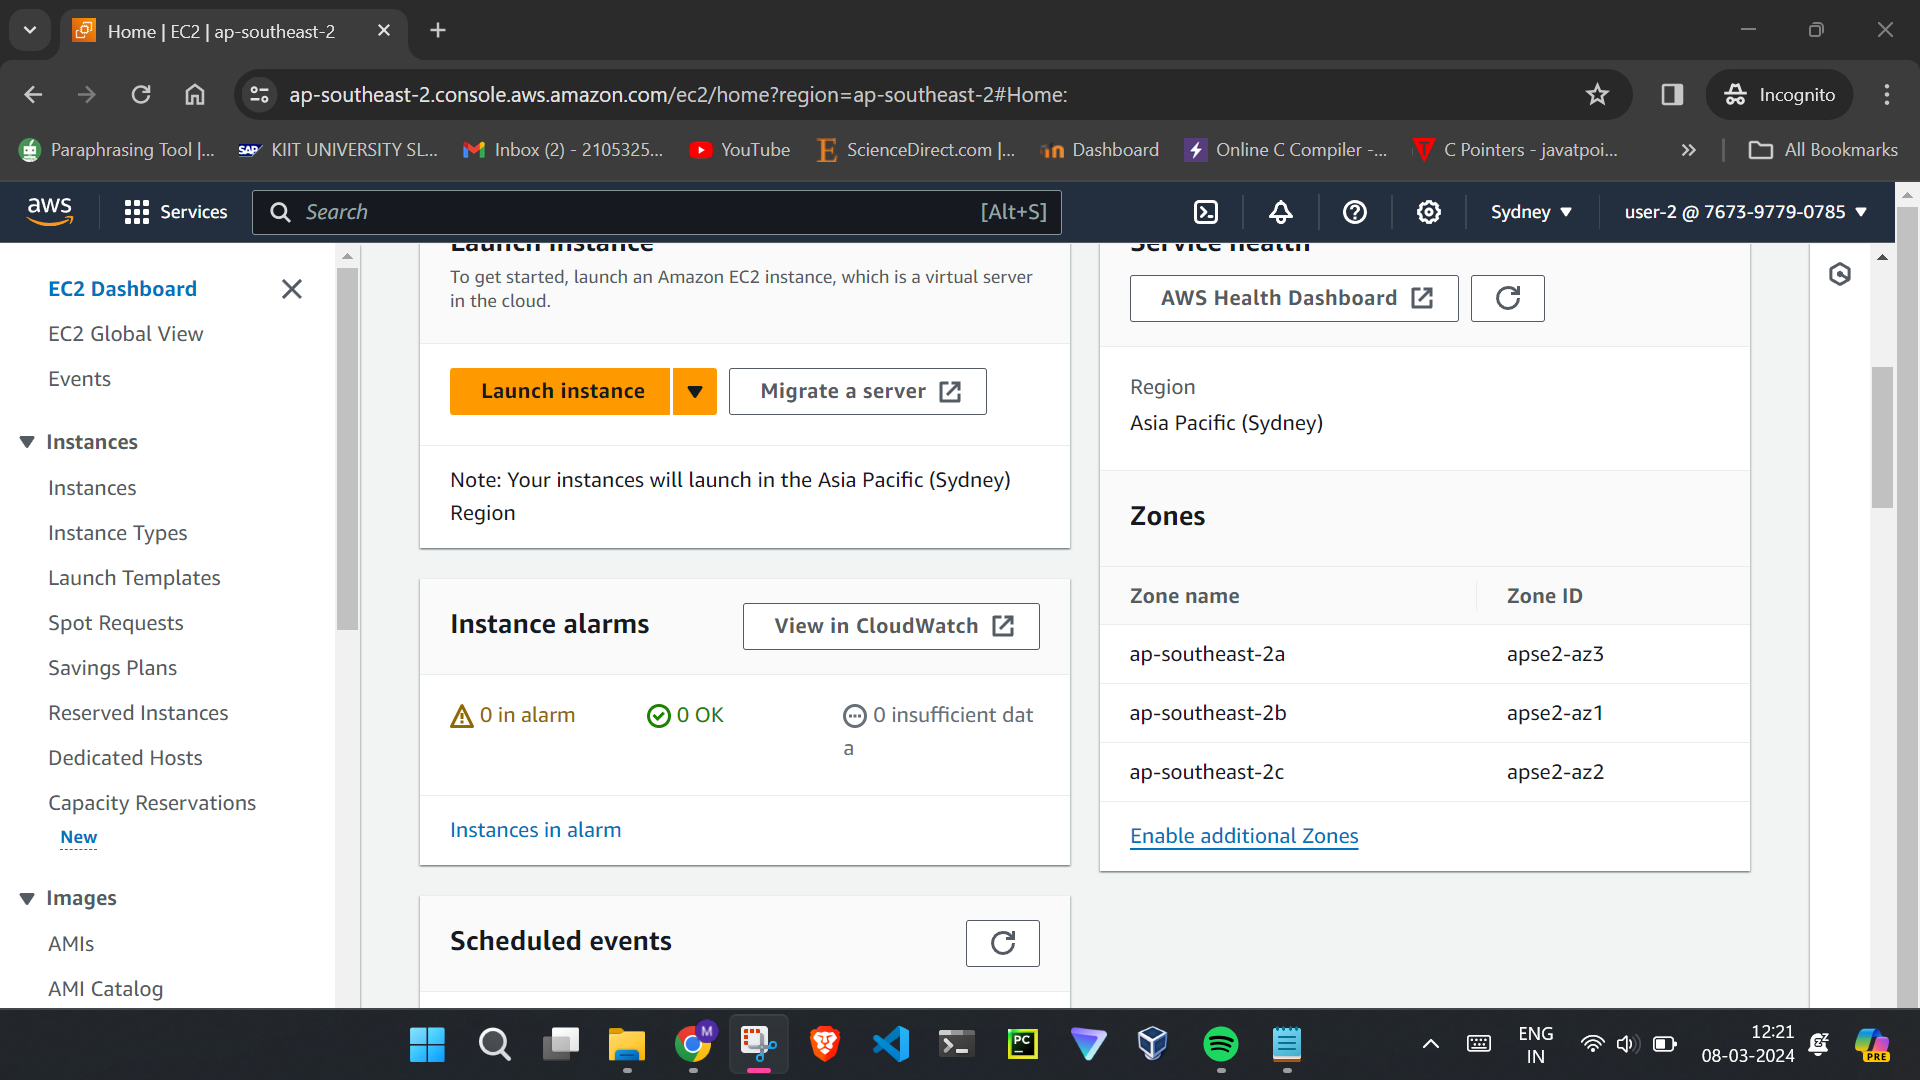 Home | EC2 | ap-southeast-2
ap-southeast-2.console.aws.amazon.com/ec2/home?region=ap-southeast-2#Home:
Incognito
Paraphrasing Tool |...
SAP
KIIT UNIVERSITY SL...
Inbox (2) - 2105325...
YouTube
ScienceDirect.com |...
Dashboard
Online C Compiler -...
C Pointers - javatpoi...
All Bookmarks
aws
Services
Search
[Alt+S]
Sydney
user-2 @ 7673-9779-0785
EC2 Dashboard
EC2 Global View
Events
Instances
Instances
Instance Types
Launch Templates
Spot Requests
Savings Plans
Reserved Instances
Dedicated Hosts
Capacity Reservations
New
Images
AMIs
AMI Catalog
Launch instance
To get started, launch an Amazon EC2 instance, which is a virtual server
in the cloud.
Launch instance
Migrate a server
Note: Your instances will launch in the Asia Pacific (Sydney)
Region
Instance alarms
View in CloudWatch
0 in alarm
0 OK
0 insufficient dat
a
Instances in alarm
Scheduled events
Service health
AWS Health Dashboard
Region
Asia Pacific (Sydney)
Zones
Zone name
Zone ID
ap-southeast-2a
apse2-az3
ap-southeast-2b
apse2-az1
ap-southeast-2c
apse2-az2
Enable additional Zones
M
PC
ENG
IN
12:21
08-03-2024
PRE